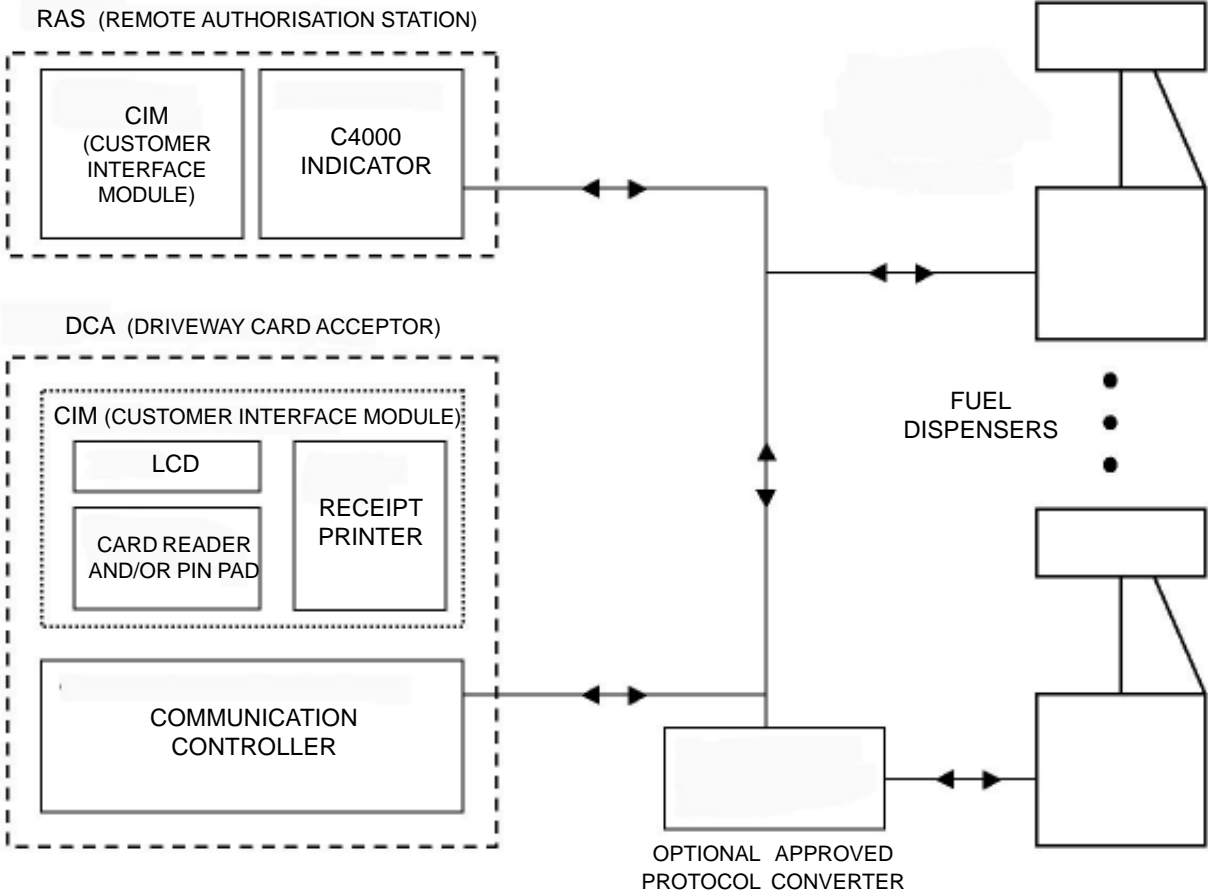 RAS (REMOTE AUTHORISATION STATION)
CIM
(CUSTOMER
INTERFACE
MODULE)
C4000
INDICATOR
DCA (DRIVEWAY CARD ACCEPTOR)
CIM (CUSTOMER INTERFACE MODULE)
LCD
CARD READER
AND/OR PIN PAD
RECEIPT
PRINTER
COMMUNICATION
CONTROLLER
FUEL
DISPENSERS
OPTIONAL APPROVED
PROTOCOL CONVERTER